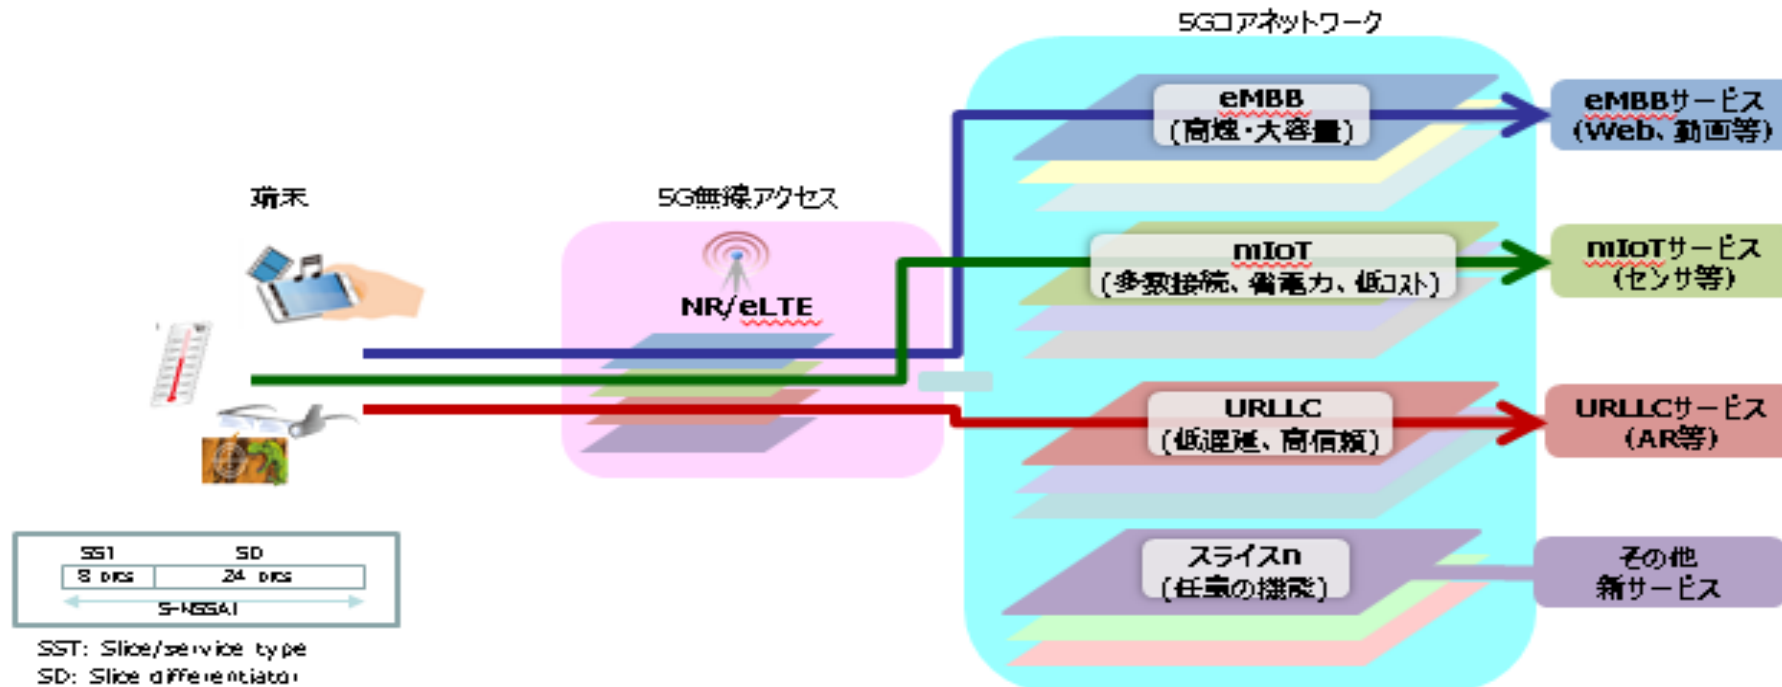 5Gコアネットワーク
eMBB
(高速・大容量)
eMBBサービス
(Web、動画等)
端末
5G無線アクセス
NR/eLTE
mIoT
(多数接続、省電力、低コスト)
mIoTサービス
(センサ等)
URLLC
(低遅延、高信頼)
URLLCサービス
(AR等)
スライスn
(任意の機能)
その他
新サービス
SST SD
8 bits 24 bits
S-NSSAI
SST: Slice/service type
SD: Slice differentiator